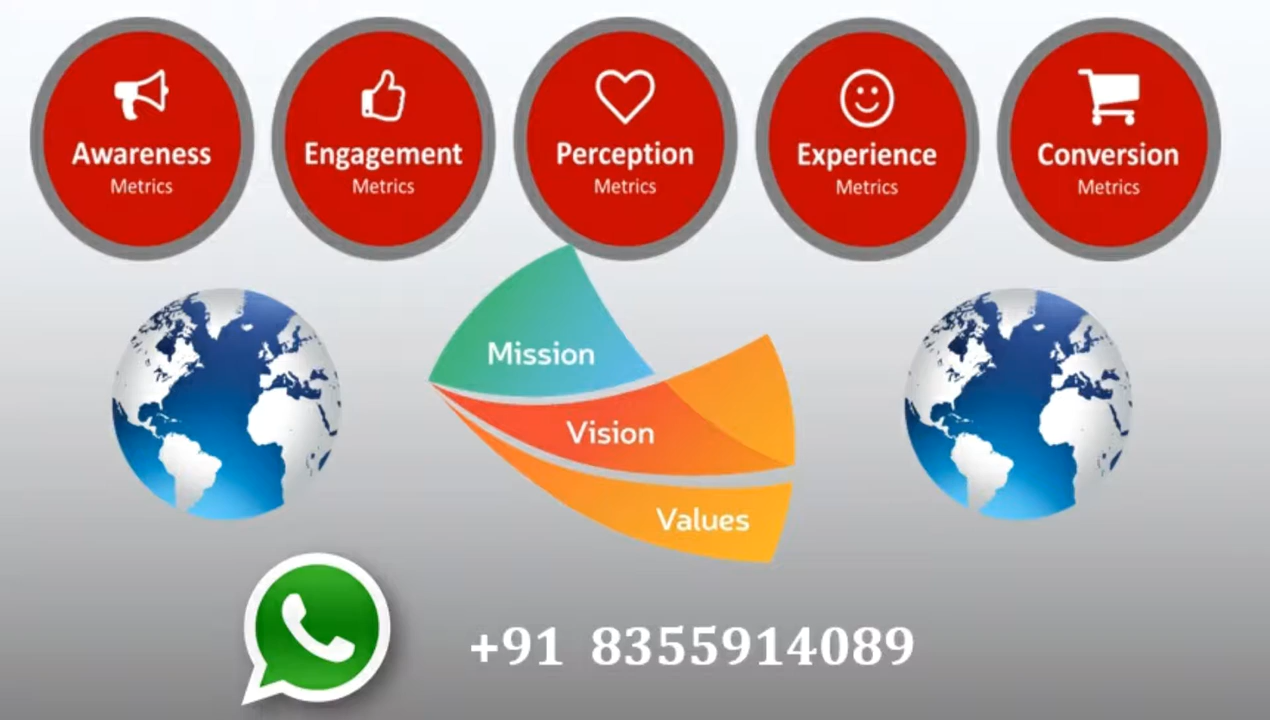 Awareness
Metrics
Engagement
Metrics
Perception
Metrics
Experience
Metrics
Conversion
Metrics
Mission
Vision
Values
+91 8355914089